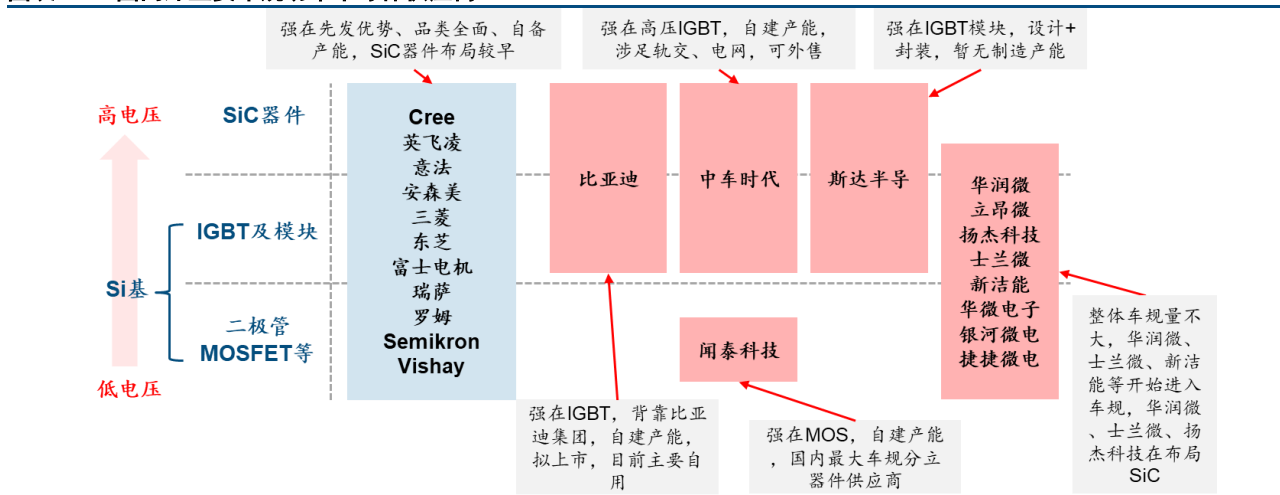 强在先发优势、品类全面、自备
产能，SiC器件布局较早
强在高压IGBT，自建产能，
涉足轨交、电网，可外售
强在IGBT模块，设计+
封装，暂无制造产能
高电压
SiC器件
IGBT及模块
Si基
二极管
MOSFET等
低电压
Cree
英飞凌
意法
安森美
三菱
东芝
富士电机
瑞萨
罗姆
Semikron
Vishay
比亚迪
中车时代
斯达半导
闻泰科技
华润微
立昂微
扬杰科技
士兰微
新洁能
华微电子
银河微电
捷捷微电
强在IGBT，背靠比亚
迪集团，自建产能，
拟上市，目前主要自
用
强在MOS，自建产能
，国内最大车规分立
器件供应商
整体车规量不
大，华润微、
士兰微、新洁
能等开始进入
车规，华润微
、士兰微、扬
杰科技在布局
SiC